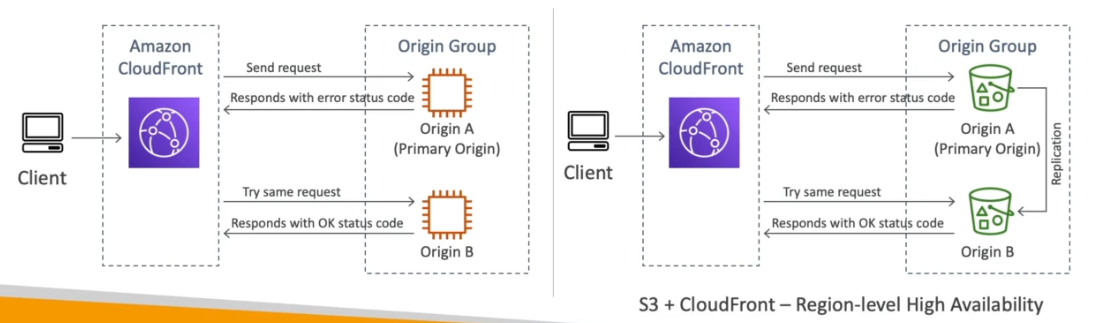 Amazon
CloudFront
Origin Group
Send request
Responds with error status code
Origin A
(Primary Origin)
Client
Try same request
Responds with OK status code
Origin B
Amazon
CloudFront
Origin Group
Send request
Responds with error status code
Origin A
(Primary Origin)
Replication
Client
Try same request
Responds with OK status code
Origin B
S3 + CloudFront – Region-level High Availability